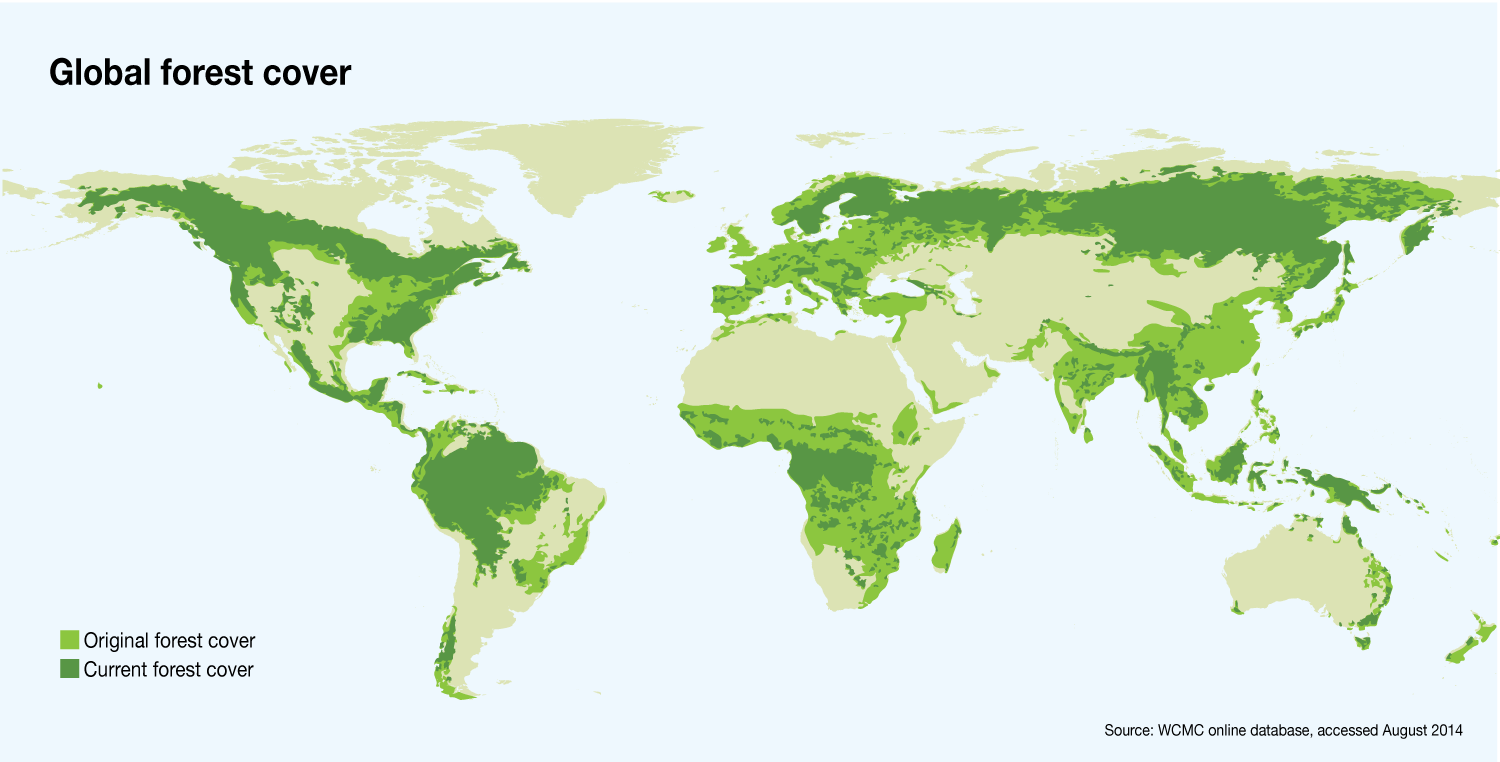 Global forest cover
Original forest cover
Current forest cover
Source: WCMC online database, accessed August 2014